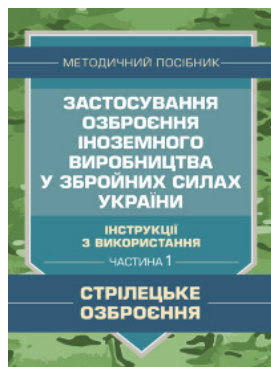 МЕТОДИЧНИЙ ПОСІБНИК
ЗАСТОСУВАННЯ
ОЗБРОЄННЯ
ІНОЗЕМНОГО
ВИРОБНИЦТВА
У ЗБРОЙНИХ СИЛАХ
УКРАЇНИ
ІНСТРУКЦІЇ
З ВИКОРИСТАННЯ
ЧАСТИНА 1
СТРІЛЕЦЬКЕ
ОЗБРОЄННЯ